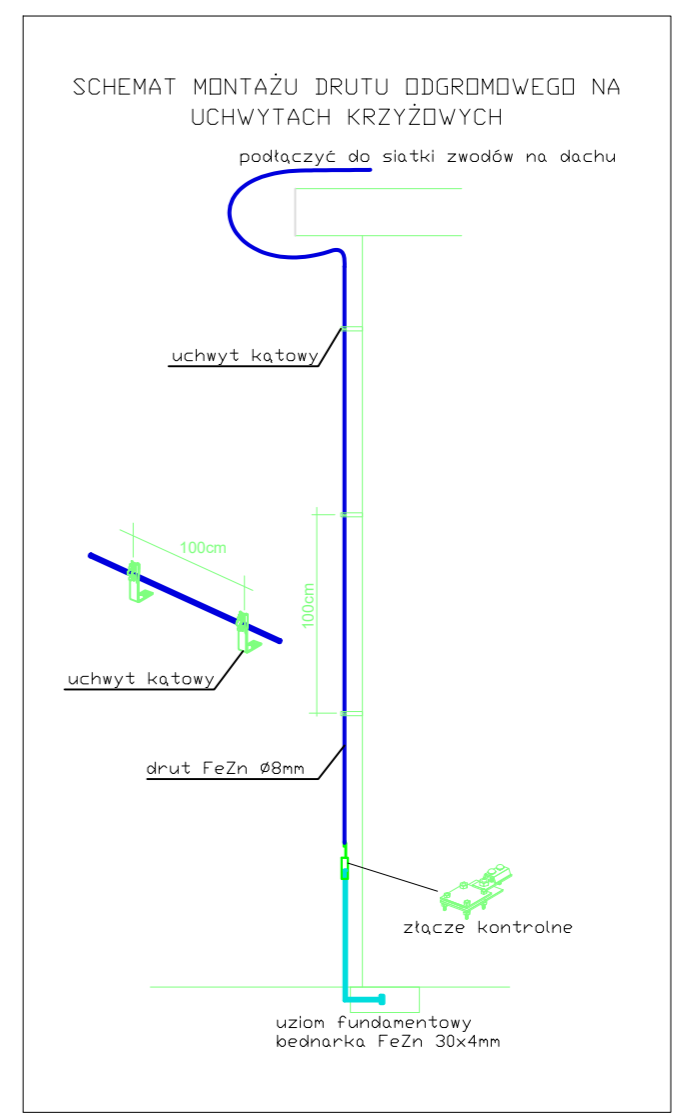 SCHEMAT MONTAŻU DRUTU ODGROMOWEGO NA
UCHWYTACH KRZYŻOWYCH
podłączyć do siatki zwodów na dachu
uchwyt kątowy
100cm
100cm
uchwyt kątowy
drut FeZn Ø8mm
złącze kontrolne
uziom fundamentowy
bednarka FeZn 30x4mm